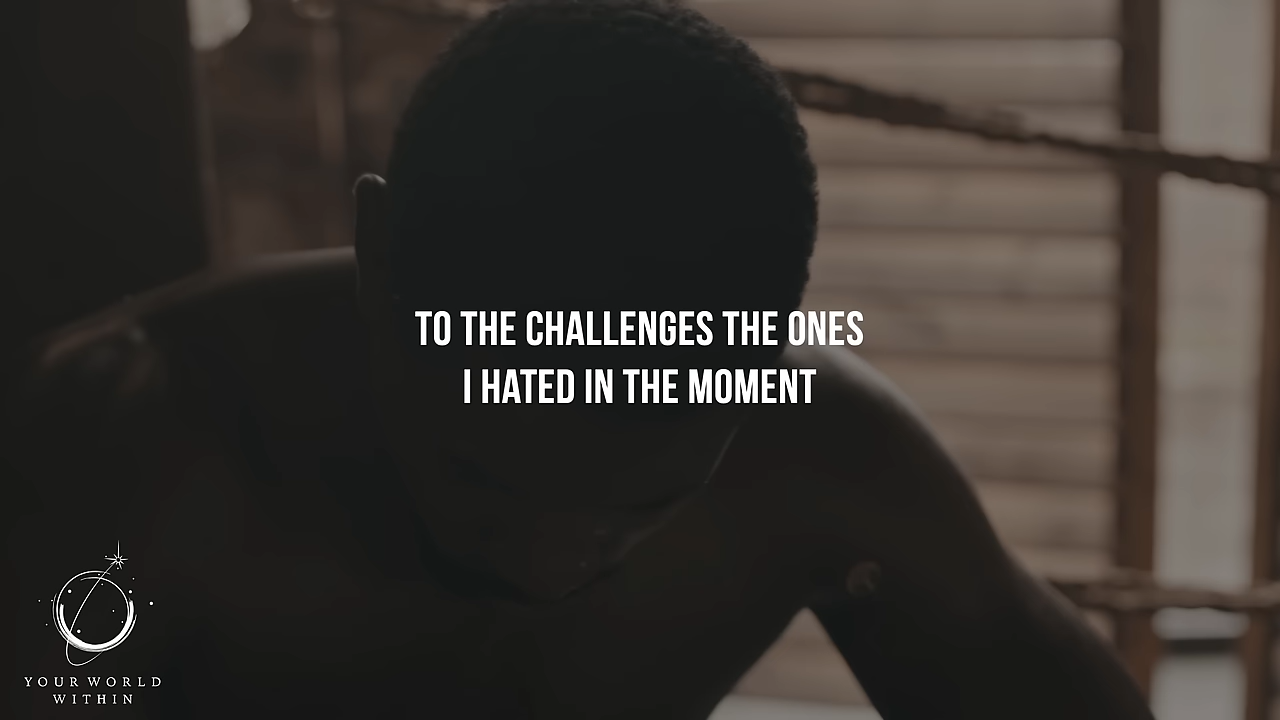 TO THE CHALLENGES THE ONES
I HATED IN THE MOMENT
YOUR WORLD
WITHIN